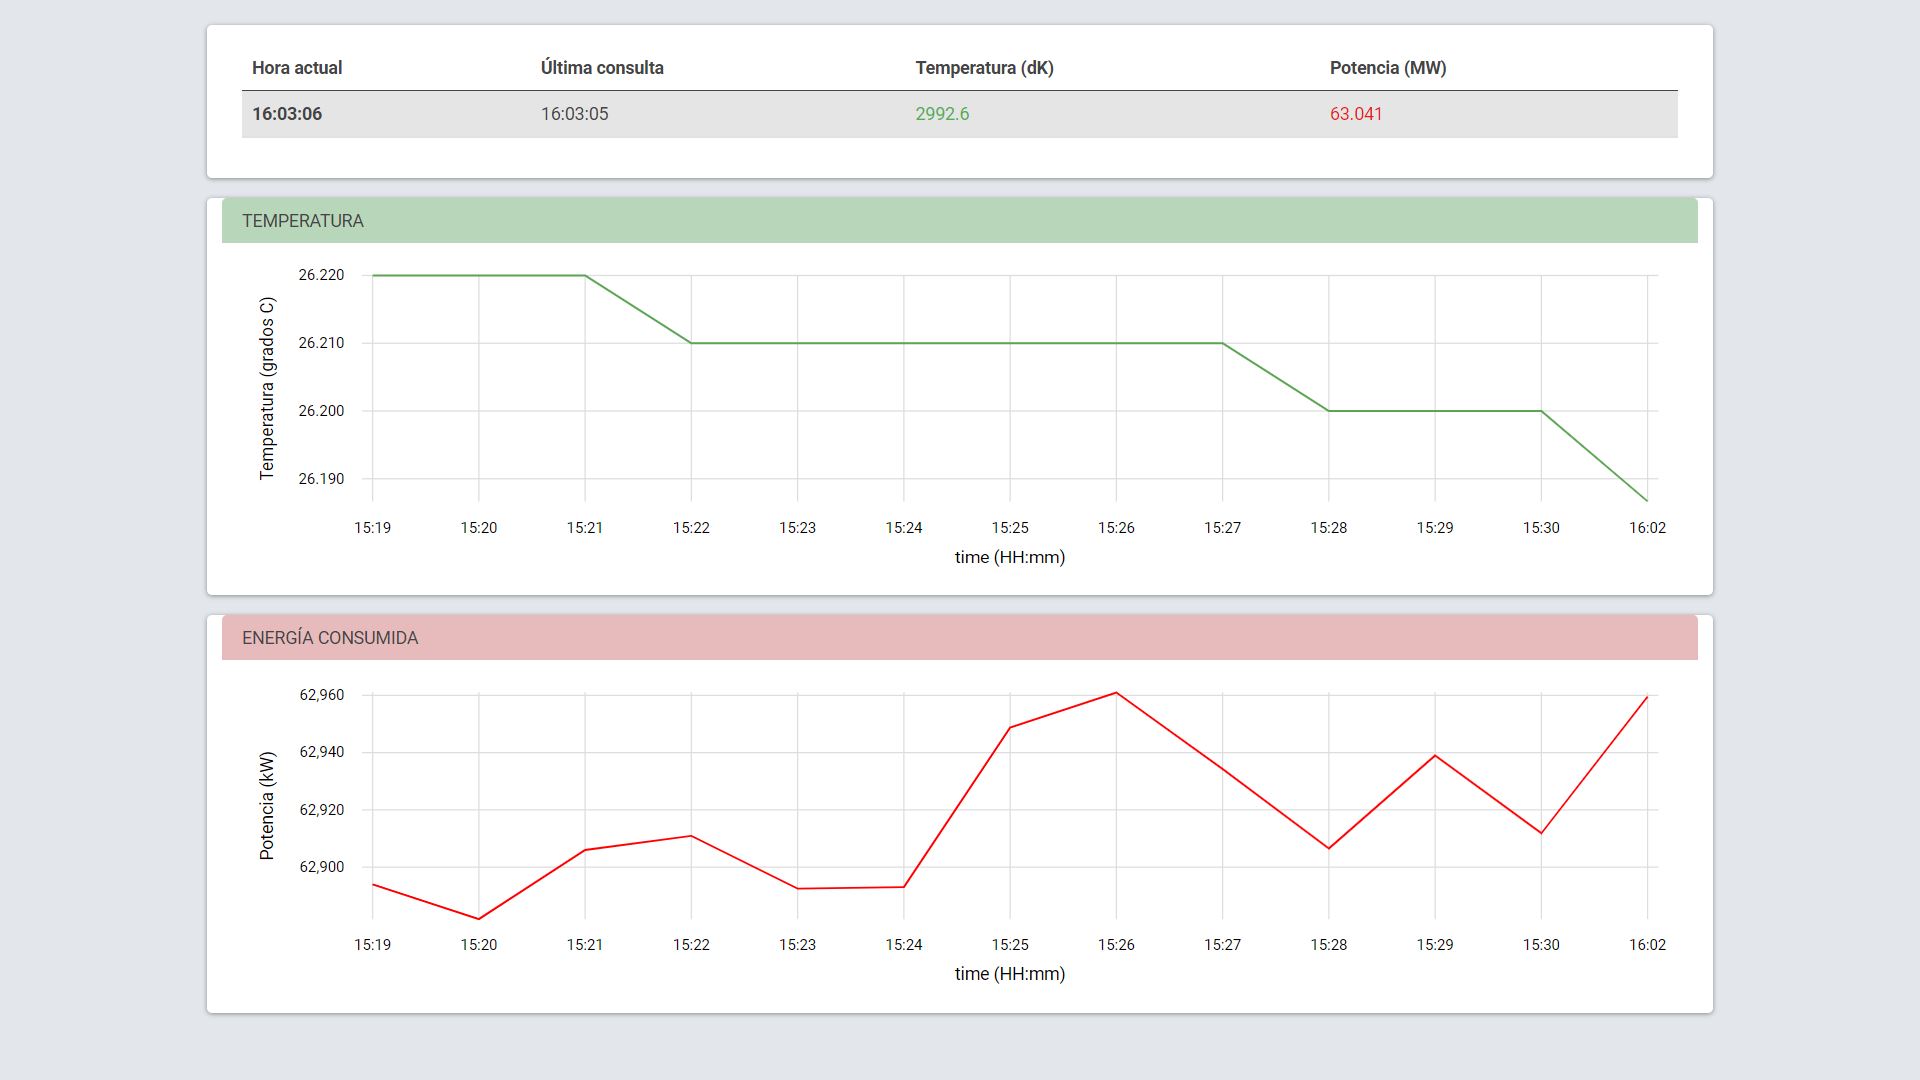 Hora actual Última consulta Temperatura (dK) Potencia (MW)
16:03:06 16:03:05 2992.6 63.041
TEMPERATURA
Temperatura (grados C)
26.220
26.210
26.200
26.190
15:19 15:20 15:21 15:22 15:23 15:24 15:25 15:26 15:27 15:28 15:29 15:30 16:02
time (HH:mm)
ENERGÍA CONSUMIDA
Potencia (kW)
62,960
62,940
62,920
62,900
15:19 15:20 15:21 15:22 15:23 15:24 15:25 15:26 15:27 15:28 15:29 15:30 16:02
time (HH:mm)